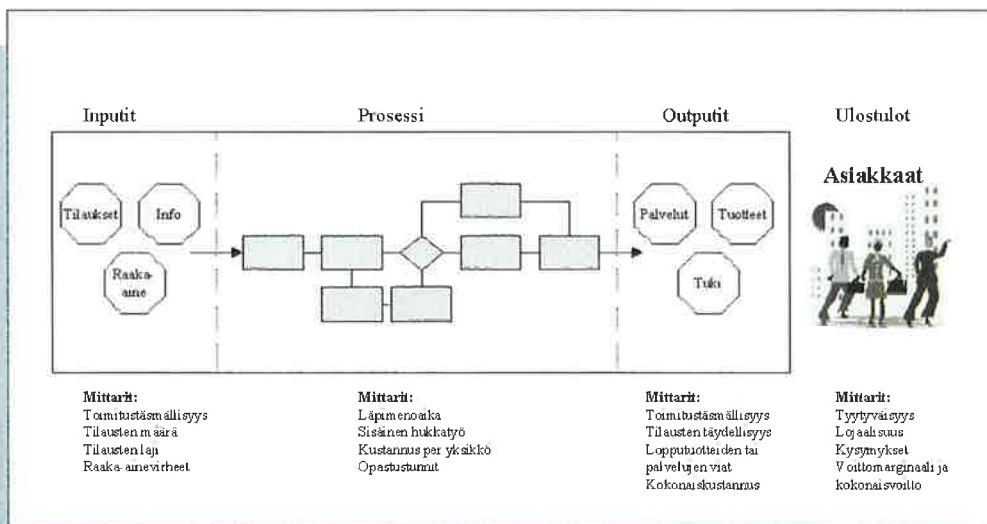 Inputit
Prosessi
Outputit
Ulostulot
Asiakkaat
Tilaukset
Info
Raaka-
aine
Palvelut
Tuotteet
Tuki
Mittarit:
Toimitustäsmällisyys
Tilausten määrä
Tilausten laji
Raaka-ainevirheet
Mittarit:
Läpimenoaika
Sisäinen hukkatyö
Kustannus per yksikkö
Opastustunnit
Mittarit:
Toimitustäsmällisyys
Tilausten täydellisyys
Lopputuotteiden tai
palvelujen viat
Kokonaiskustannus
Mittarit:
Tyytyväisyys
Lojaalisuus
Kysymykset
Voittomarginaali ja
kokonaisvoitto